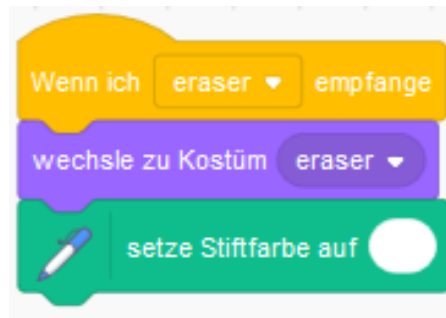 Wenn ich eraser empfange
wechsle zu Kostüm eraser
setze Stiftfarbe auf